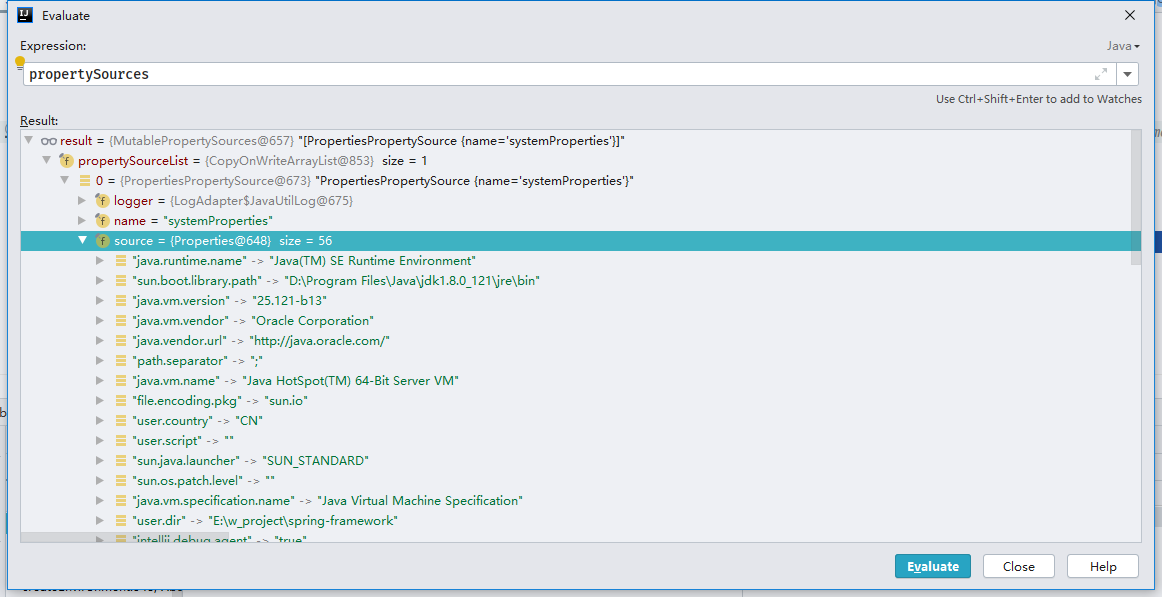 Evaluate
Expression:
Java
propertySources
Use Ctrl+Shift+Enter to add to Watches
Result:
result = {MutablePropertySources@657} "[PropertiesPropertySource {name='systemProperties'}]"
propertySourceList = {CopyOnWriteArrayList@853} size = 1
0 = {PropertiesPropertySource@673} "PropertiesPropertySource {name='systemProperties'}"
logger = {LogAdapter$JavaUtilLog@675}
name = "systemProperties"
source = {Properties@648} size = 56
"java.runtime.name" -> "Java(TM) SE Runtime Environment"
"sun.boot.library.path" -> "D:\Program Files\Java\jdk1.8.0_121\jre\bin"
"java.vm.version" -> "25.121-b13"
"java.vm.vendor" -> "Oracle Corporation"
"java.vendor.url" -> "http://java.oracle.com/"
"path.separator" -> ";"
"java.vm.name" -> "Java HotSpot(TM) 64-Bit Server VM"
"file.encoding.pkg" -> "sun.io"
"user.country" -> "CN"
"user.script" -> ""
"sun.java.launcher" -> "SUN_STANDARD"
"sun.os.patch.level" -> ""
"java.vm.specification.name" -> "Java Virtual Machine Specification"
"user.dir" -> "E:\w_project\spring-framework"
"intellij.debug.agent" -> "true"
Evaluate
Close
Help